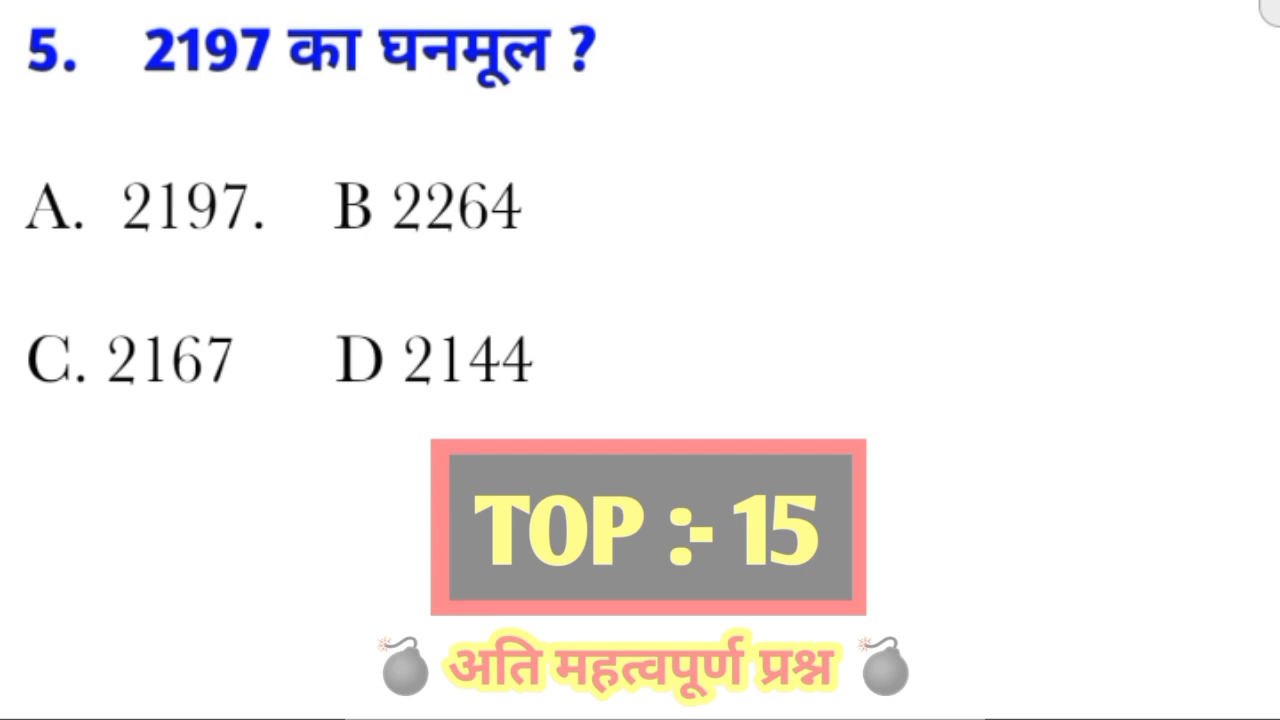 5. 2197 का घनमूल ?
A. 2197. B 2264
C. 2167 D 2144
TOP :- 15
अति महत्वपूर्ण प्रश्न